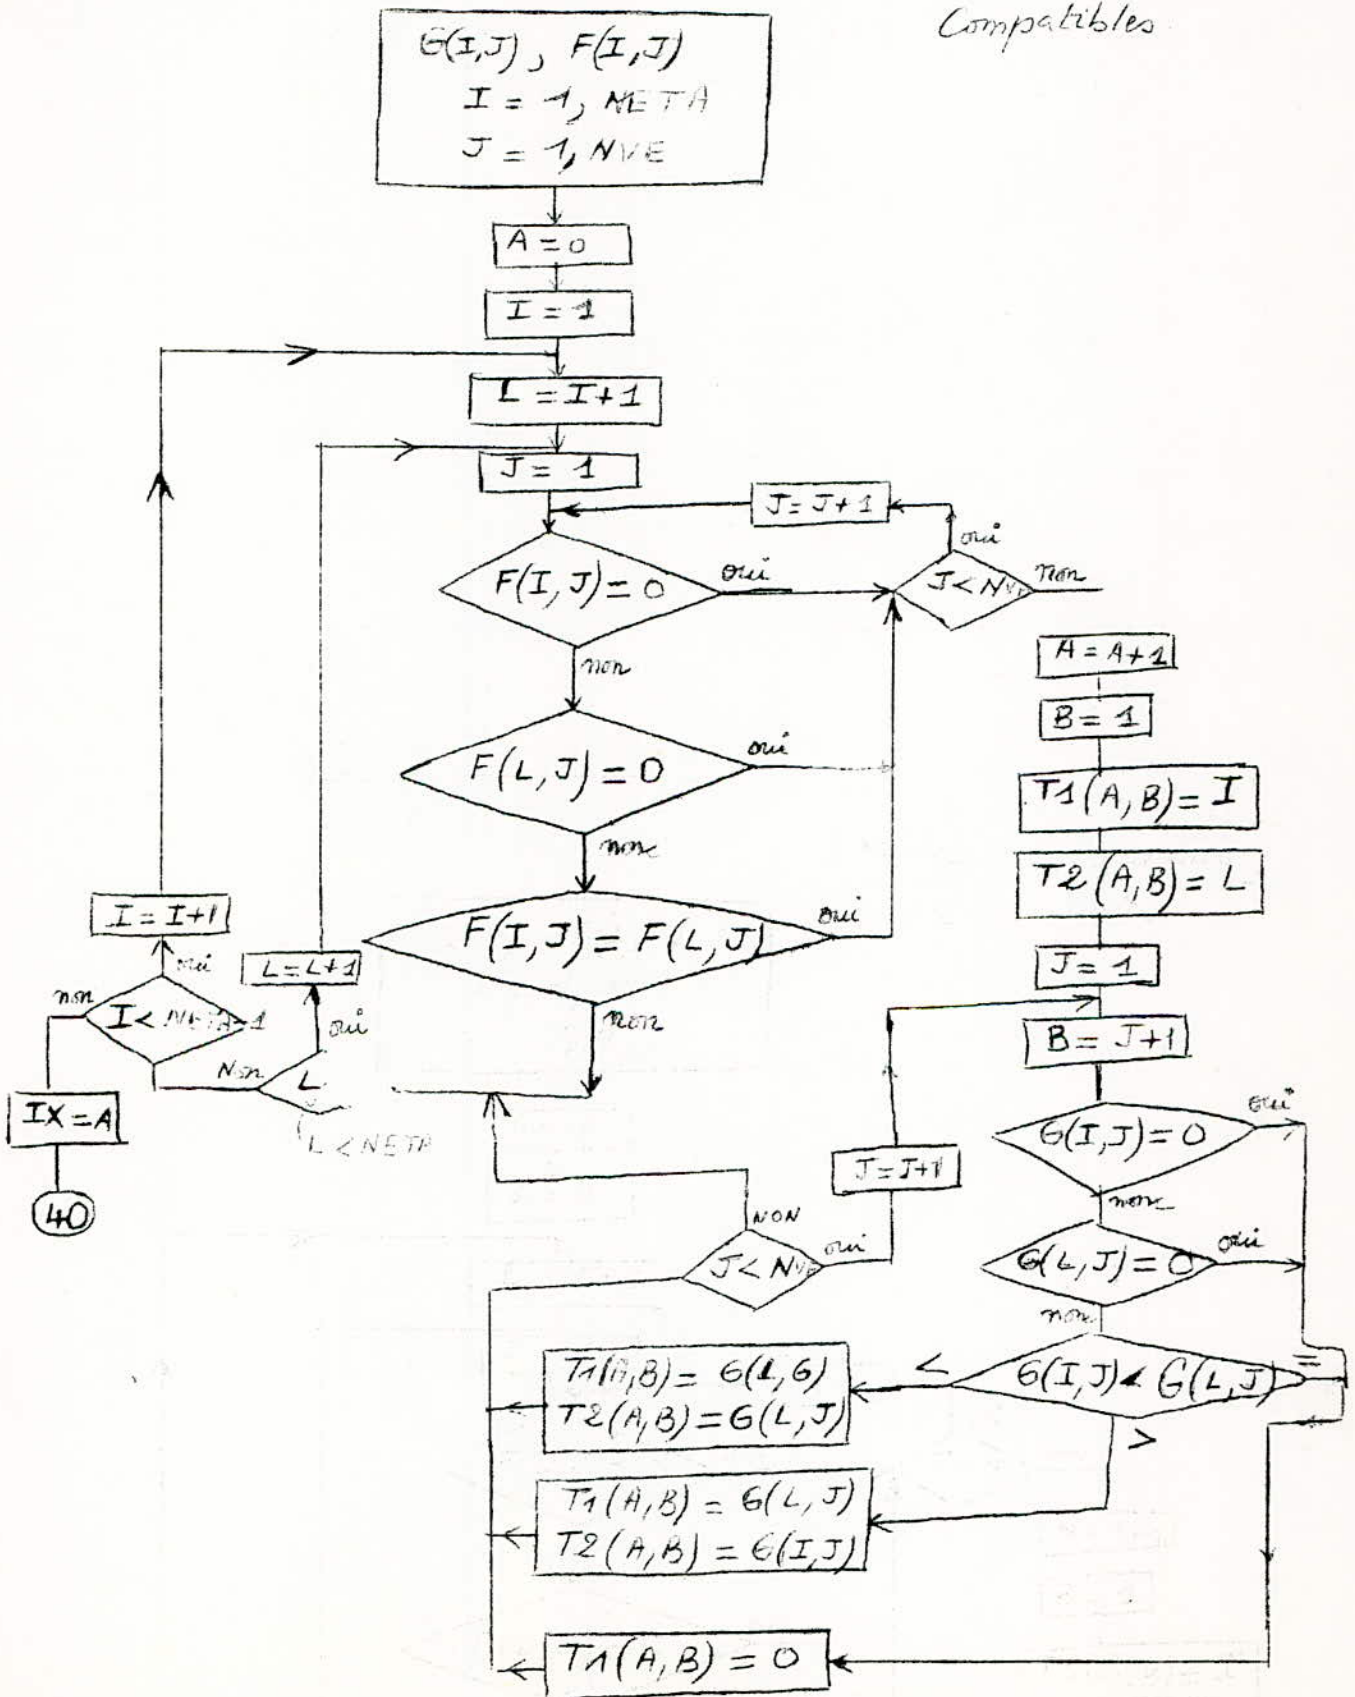 Compatibles
G(I,J), F(I,J)
I = 1, NETA
J = 1, NVE
A = 0
I = 1
L = I+1
J = 1
J = J+1
oui
F(I,J) = 0
oui
J < NVE
non
non
A = A+1
B = 1
F(L,J) = 0
oui
T1(A,B) = I
non
T2(A,B) = L
I = I+1
F(I,J) = F(L,J)
oui
oui
L = L+1
J = 1
non
I < NETA-1
oui
non
B = J+1
Non
L
IX = A
L < NETA
G(I,J) = 0
oui
J = J+1
40
non
NON
J < NVE
oui
G(L,J) = 0
oui
non
T1(A,B) = G(I,G)
T2(A,B) = G(L,J)
<
G(I,J) < G(L,J)
=
>
T1(A,B) = G(L,J)
T2(A,B) = G(I,J)
T1(A,B) = 0